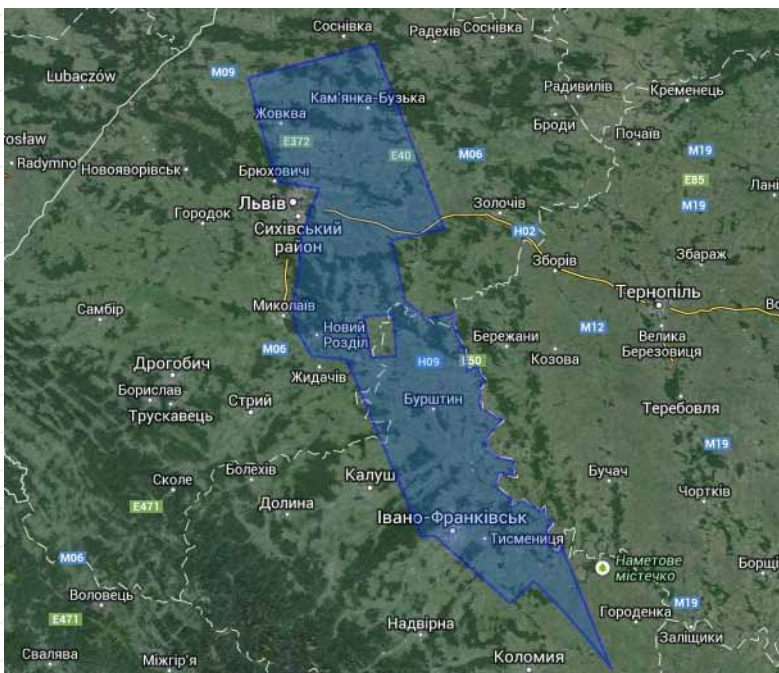 Соснівка
Радехів
Соснівка
Lubaczów
M09
Кам'янка-Бузька
Радивилів
Кременець
Жовква
Броди
Почаїв
rosław
Radymno
E372
E40
M06
M19
Новояворівськ
Брюховичі
E85
Лані
Львів
Золочів
M19
Городок
Сихівський
район
H02
Зборів
Збараж
Тернопіль
Самбір
Миколаїв
Новий
Розділ
M12
Велика
Березовиця
Бережани
M06
H09
E50
Козова
Дрогобич
Жидачів
Борислав
Трускавець
Стрий
Бурштин
Теребовля
M19
Болехів
Калуш
Бучач
Сколе
Чортків
E471
Долина
Івано-Франківськ
Тисмениця
M06
Наметове
містечко
Борщі
Воловець
E471
Надвірна
Городенка
M19
Заліщики
Свалява
Міжгір'я
Коломия